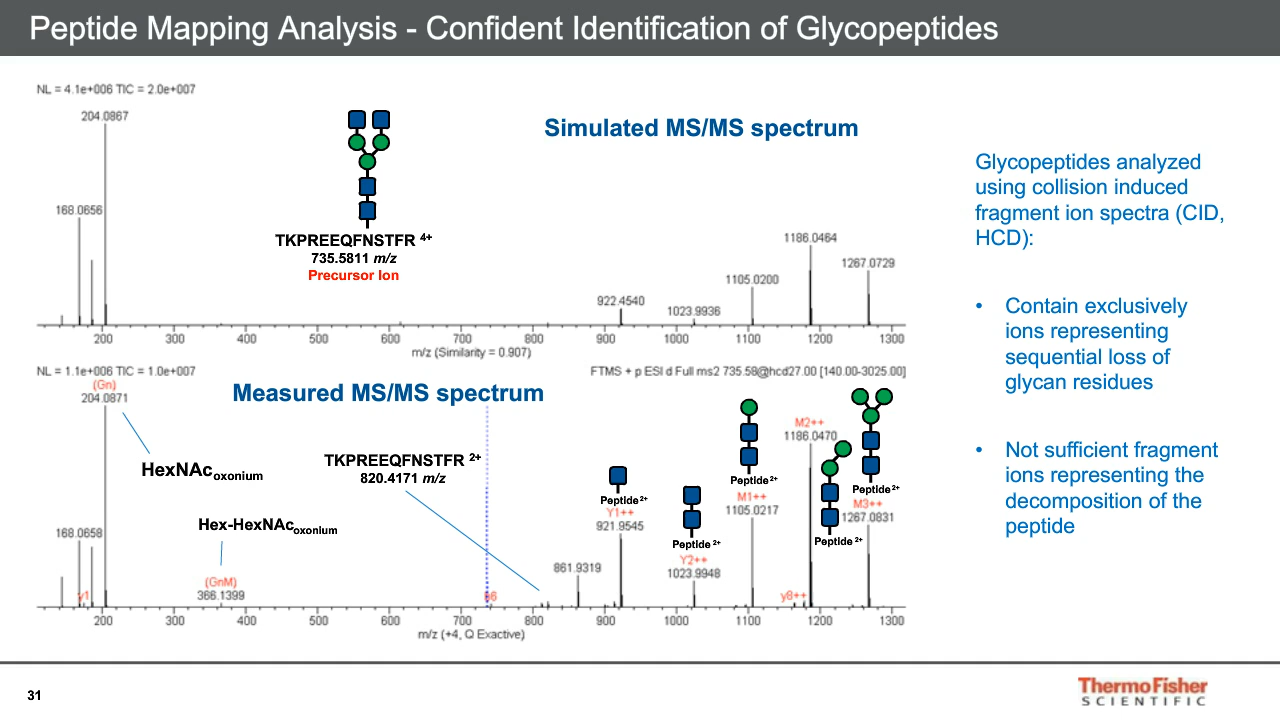 Peptide Mapping Analysis - Confident Identification of Glycopeptides
NL = 4.1e+006 TIC = 2.0e+007
204.0867
168.0656
Simulated MS/MS spectrum
TKPREEQFNSTFR 4+
735.5811 m/z
Precursor Ion
922.4540
1023.9936
1105.0200
1186.0464
1267.0729
200 300 400 500 600 700 800 900 1000 1100 1200 1300
m/z (Similarity = 0.907)
NL = 1.1e+006 TIC = 1.0e+007
FTMS + p ESI d Full ms2 735.58@hcd27.00 [140.00-3025.00]
(Gn)
204.0871
Measured MS/MS spectrum
HexNAcoxonium
Hex-HexNAcoxonium
168.0658
y1
(GnM)
366.1399
TKPREEQFNSTFR 2+
820.4171 m/z
b6
861.9319
Peptide2+
Y1++
921.9545
Peptide 2+
Y2++
1023.9948
Peptide2+
M1++
1105.0217
y8++
M2++
1186.0470
Peptide 2+
Peptide2+
M3++
1267.0831
200 300 400 500 600 700 800 900 1000 1100 1200 1300
m/z (+4, Q Exactive)
Glycopeptides analyzed
using collision induced
fragment ion spectra (CID,
HCD):
• Contain exclusively
ions representing
sequential loss of
glycan residues
• Not sufficient fragment
ions representing the
decomposition of the
peptide
31
ThermoFisher
SCIENTIFIC